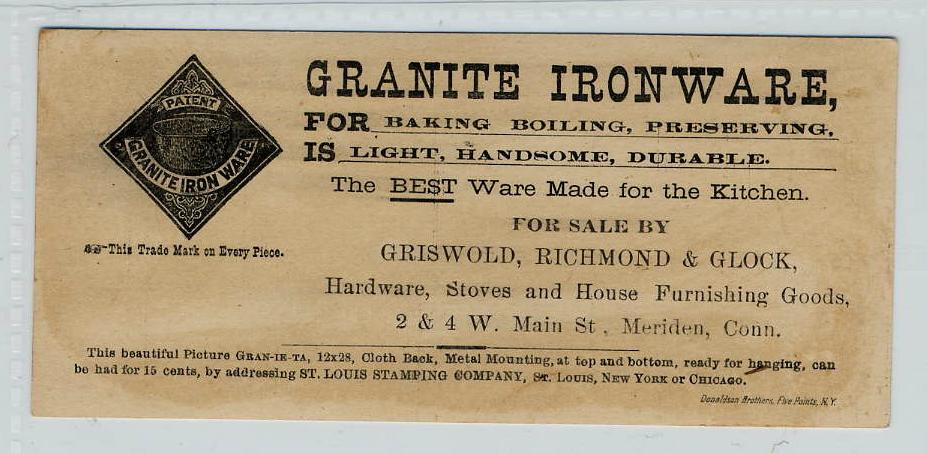 PATENT
GRANITE IRON WARE
This Trade Mark on Every Piece.
GRANITE IRONWARE,
FOR BAKING BOILING, PRESERVING,
IS LIGHT, HANDSOME, DURABLE.
The BEST Ware Made for the Kitchen.
FOR SALE BY
GRISWOLD, RICHMOND & GLOCK,
Hardware, Stoves and House Furnishing Goods,
2 & 4 W. Main St, Meriden, Conn.
This beautiful Picture GRAN-IE-TA, 12x28, Cloth Back, Metal Mounting, at top and bottom, ready for hanging, can
be had for 15 cents, by addressing ST. LOUIS STAMPING COMPANY, ST. LOUIS, NEW YORK OR CHICAGO.
Donaldson Brothers, Five Points, N.Y.